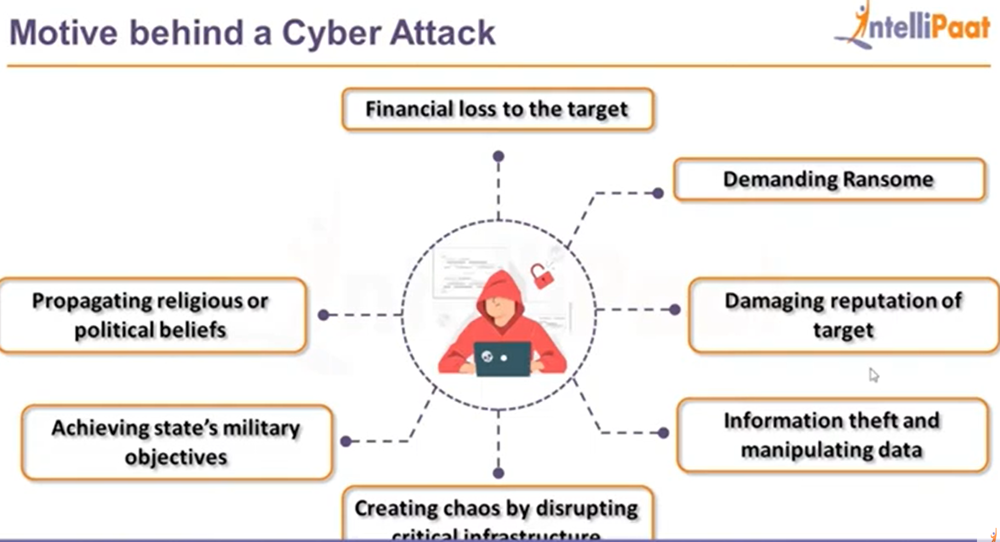 Motive behind a Cyber Attack
IntelliPaat
Financial loss to the target
Demanding Ransome
Propagating religious or
political beliefs
Damaging reputation of
target
Achieving state's military
objectives
Information theft and
manipulating data
Creating chaos by disrupting
critical infrastructure